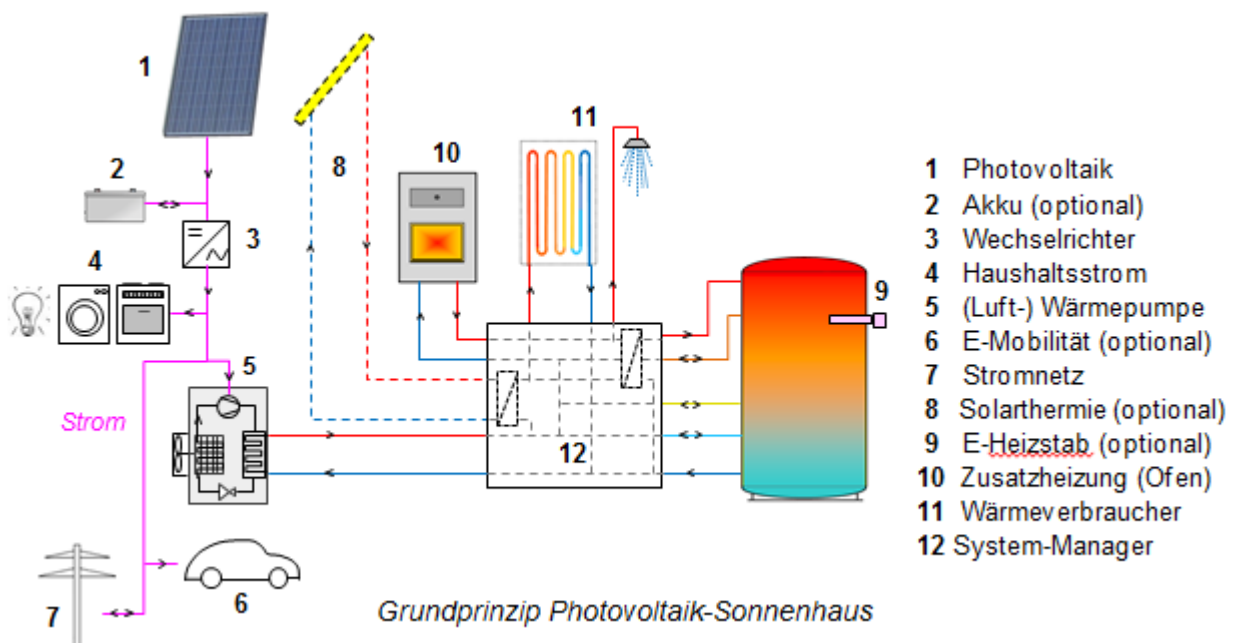 1
2
3
4
5
6
7
8
9
10
11
12
Strom
1 Photovoltaik
2 Akku (optional)
3 Wechselrichter
4 Haushaltsstrom
5 (Luft-) Wärmepumpe
6 E-Mobilität (optional)
7 Stromnetz
8 Solarthermie (optional)
9 E-Heizstab (optional)
10 Zusatzheizung (Ofen)
11 Wärmeverbraucher
12 System-Manager
Grundprinzip Photovoltaik-Sonnenhaus